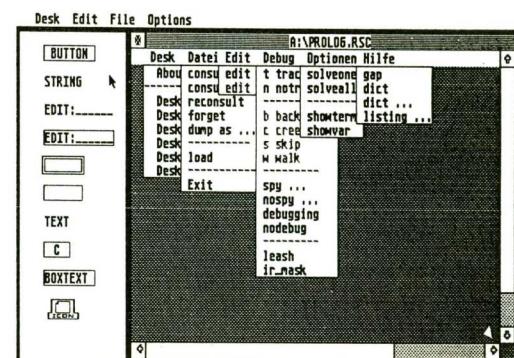 Desk Edit File Options
A:\PROLOG.RSC
Desk Datei Edit Debug Optionen Hilfe
BUTTON
STRING
EDIT:______
EDIT:______
TEXT
C
BOXTEXT
ICON
Abou
Desk
Desk
Desk
Desk
Desk
Desk
consu
consu
reconsult
forget
dump as ...
load
Exit
edit
edit
t trac
n notr
b back
c cree
s skip
w walk
spy ...
nospy ...
debugging
nodebug
leash
ir_mask
solveone
solveall
showterm
showvar
gap
dict
dict ...
listing ...